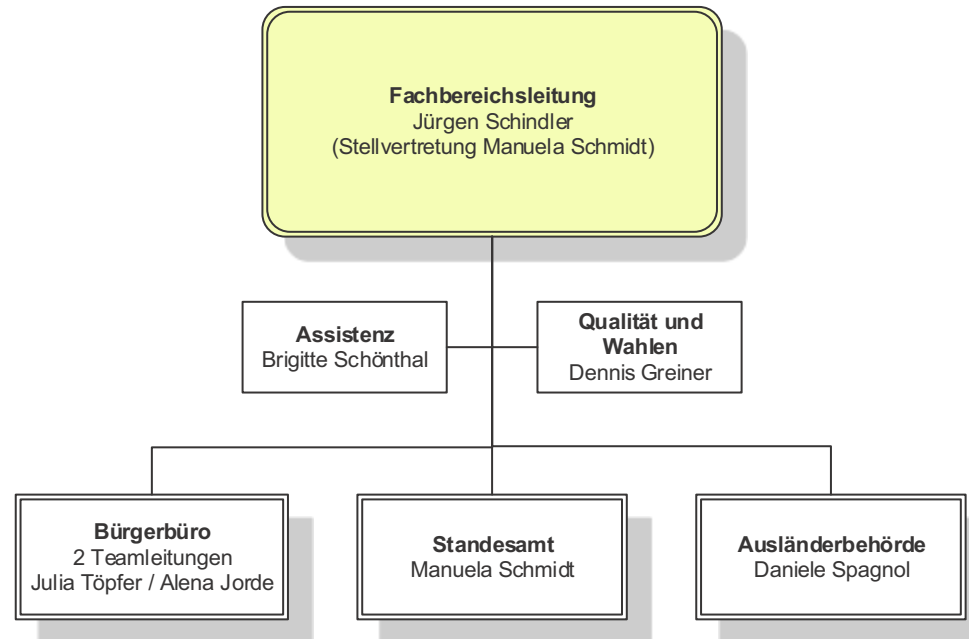 Fachbereichsleitung
Jürgen Schindler
(Stellvertretung Manuela Schmidt)
Assistenz
Brigitte Schönthal
Qualität und
Wahlen
Dennis Greiner
Bürgerbüro
2 Teamleitungen
Julia Töpfer / Alena Jorde
Standesamt
Manuela Schmidt
Ausländerbehörde
Daniele Spagnol